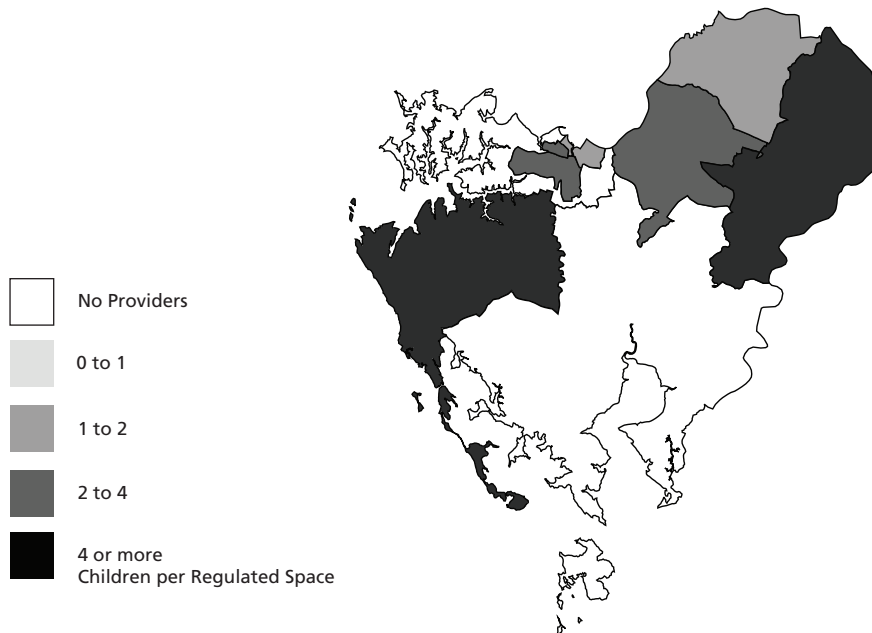 No Providers
0 to 1
1 to 2
2 to 4
4 or more
Children per Regulated Space